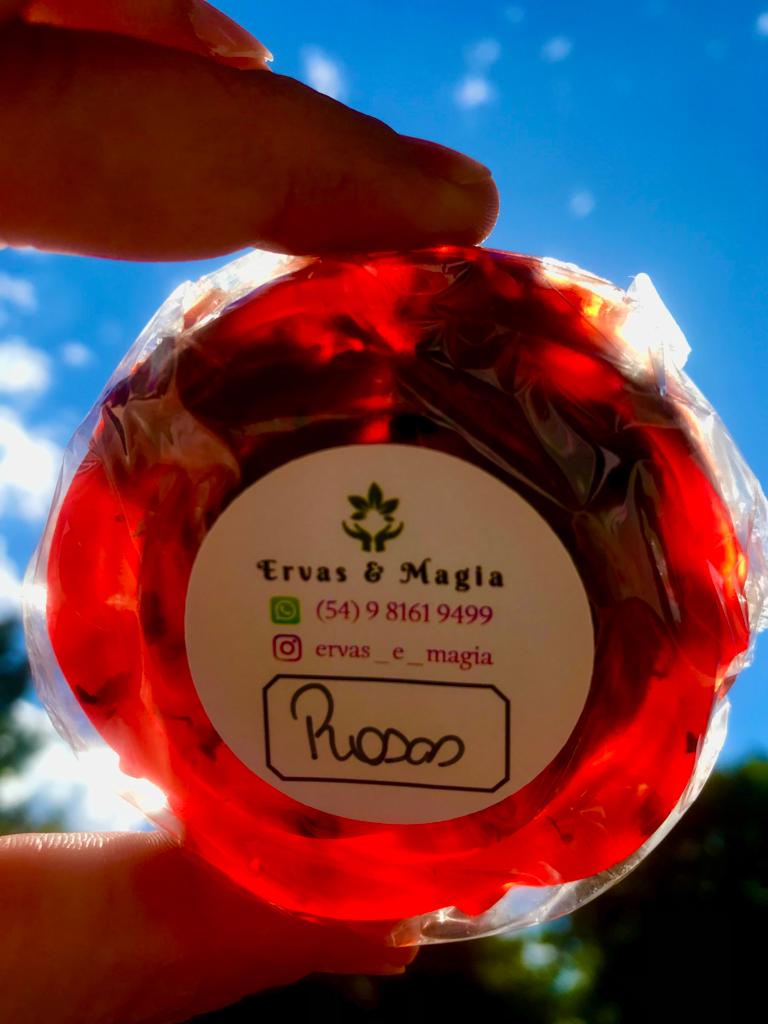 Ervas & Magia
(54) 9 8161 9499
ervas_e_magia
Rosas